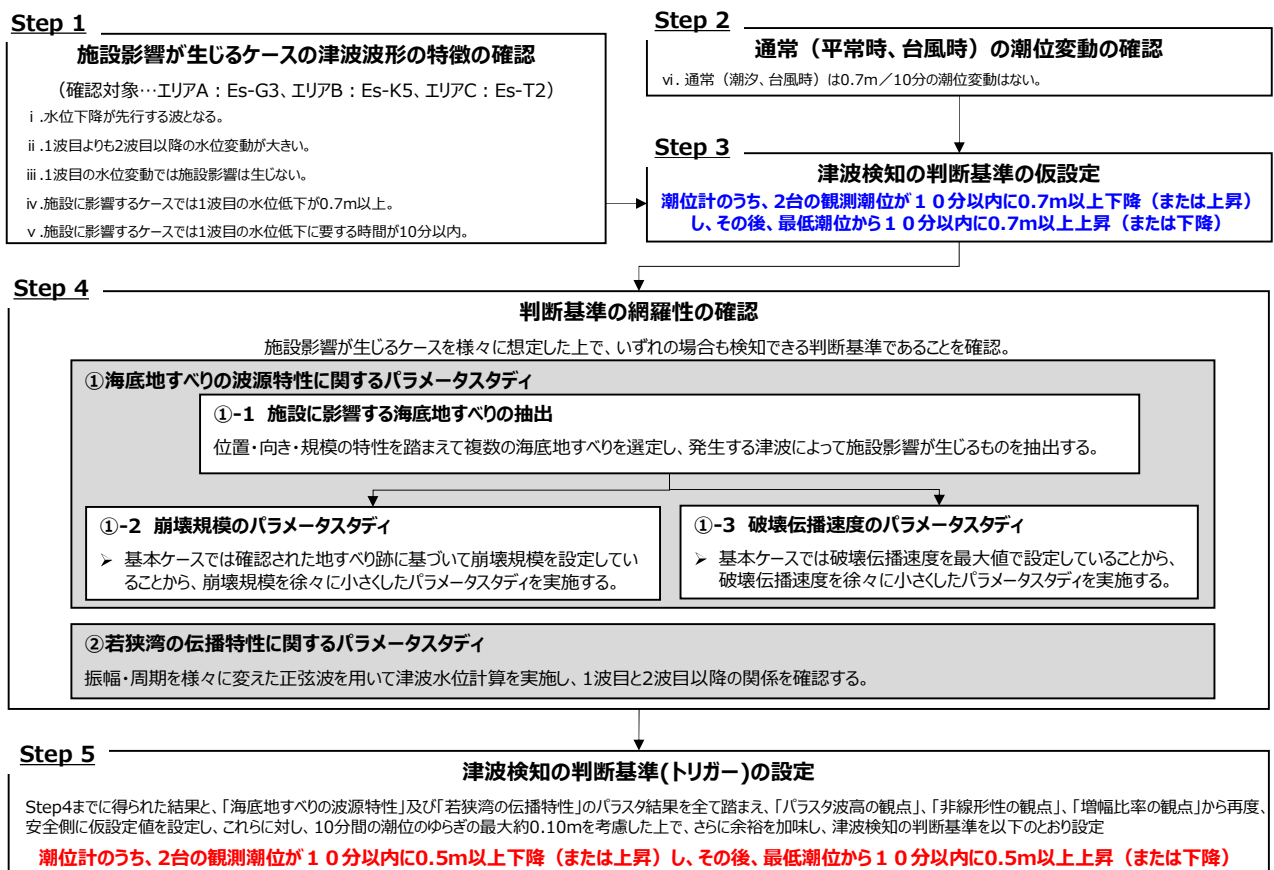 Step 1
施設影響が生じるケースの津波波形の特徴の確認
（確認対象…エリアA：Es-G3、エリアB：Es-K5、エリアC：Es-T2）
ⅰ.水位下降が先行する波となる。
ⅱ.1波目よりも2波目以降の水位変動が大きい。
ⅲ.1波目の水位変動では施設影響は生じない。
ⅳ.施設に影響するケースでは1波目の水位低下が0.7m以上。
ⅴ.施設に影響するケースでは1波目の水位低下に要する時間が10分以内。
Step 2
通常（平常時、台風時）の潮位変動の確認
ⅵ. 通常（潮汐、台風時）は0.7m／10分の潮位変動はない。
Step 3
津波検知の判断基準の仮設定
潮位計のうち、2台の観測潮位が１０分以内に0.7m以上下降（または上昇）
し、その後、最低潮位から１０分以内に0.7m以上上昇（または下降）
Step 4
判断基準の網羅性の確認
施設影響が生じるケースを様々に想定した上で、いずれの場合も検知できる判断基準であることを確認。
①海底地すべりの波源特性に関するパラメータスタディ
①-1 施設に影響する海底地すべりの抽出
位置・向き・規模の特性を踏まえて複数の海底地すべりを選定し、発生する津波によって施設影響が生じるものを抽出する。
①-2 崩壊規模のパラメータスタディ
➢ 基本ケースでは確認された地すべり跡に基づいて崩壊規模を設定してい
ることから、崩壊規模を徐々に小さくしたパラメータスタディを実施する。
①-3 破壊伝播速度のパラメータスタディ
➢ 基本ケースでは破壊伝播速度を最大値で設定していることから、
破壊伝播速度を徐々に小さくしたパラメータスタディを実施する。
②若狭湾の伝播特性に関するパラメータスタディ
振幅・周期を様々に変えた正弦波を用いて津波水位計算を実施し、1波目と2波目以降の関係を確認する。
Step 5
津波検知の判断基準(トリガー)の設定
Step4までに得られた結果と、「海底地すべりの波源特性」及び「若狭湾の伝播特性」のパラスタ結果を全て踏まえ、「パラスタ波高の観点」、「非線形性の観点」、「増幅比率の観点」から再度、
安全側に仮設定値を設定し、これらに対し、10分間の潮位のゆらぎの最大約0.10mを考慮した上で、さらに余裕を加味し、津波検知の判断基準を以下のとおり設定
潮位計のうち、2台の観測潮位が１０分以内に0.5m以上下降（または上昇）し、その後、最低潮位から１０分以内に0.5m以上上昇（または下降）